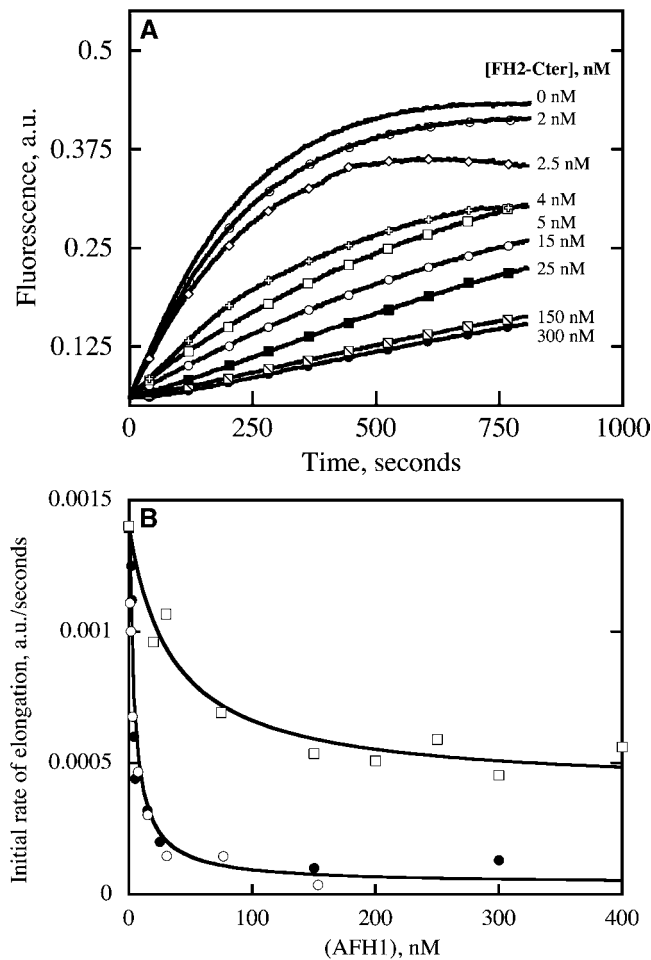 A
0.5
0.375
0.25
0.125
Fluorescence, a.u.
[FH2-Cter], nM
0 nM
2 nM
2.5 nM
4 nM
5 nM
15 nM
25 nM
150 nM
300 nM
0
250
500
750
1000
Time, seconds
B
0.0015
0.001
0.0005
0
Initial rate of elongation, a.u./seconds
0
100
200
300
400
(AFH1), nM